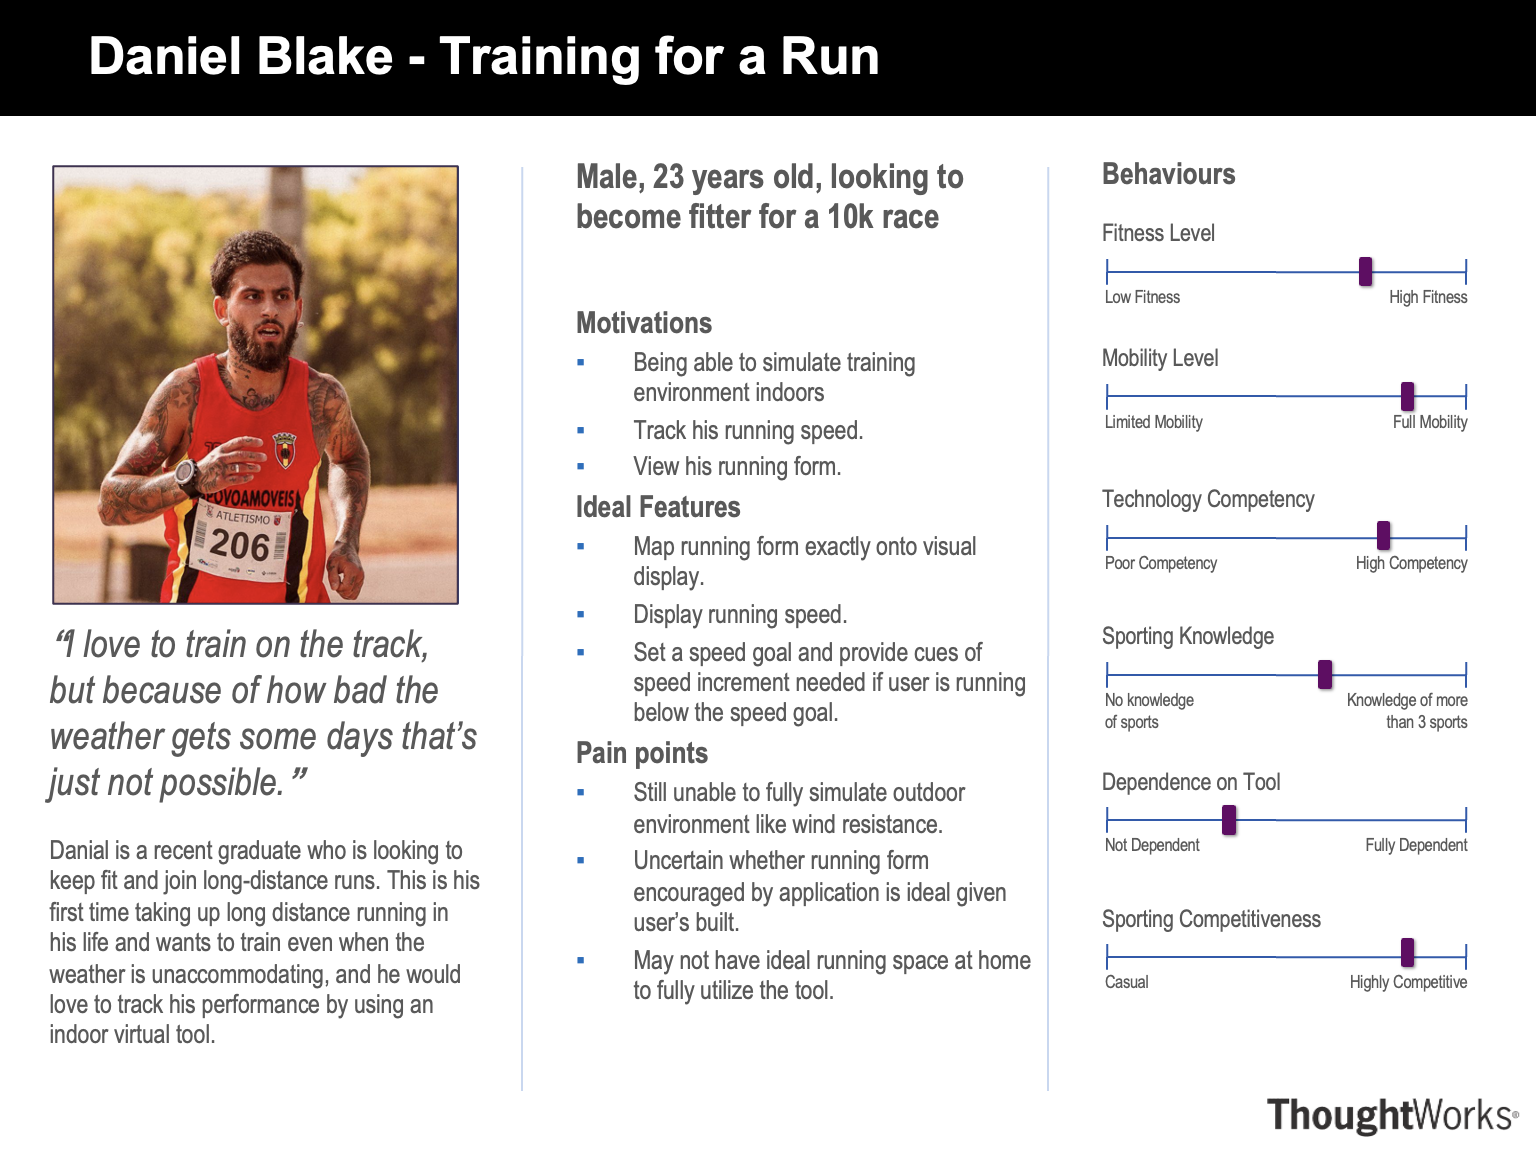 Daniel Blake - Training for a Run
POVOAMOVEIS
ATLETISMO
206
“I love to train on the track,
but because of how bad the
weather gets some days that’s
just not possible.”
Danial is a recent graduate who is looking to
keep fit and join long-distance runs. This is his
first time taking up long distance running in
his life and wants to train even when the
weather is unaccommodating, and he would
love to track his performance by using an
indoor virtual tool.
Male, 23 years old, looking to
become fitter for a 10k race
Motivations
▪ Being able to simulate training
environment indoors
▪ Track his running speed.
▪ View his running form.
Ideal Features
▪ Map running form exactly onto visual
display.
▪ Display running speed.
▪ Set a speed goal and provide cues of
speed increment needed if user is running
below the speed goal.
Pain points
▪ Still unable to fully simulate outdoor
environment like wind resistance.
▪ Uncertain whether running form
encouraged by application is ideal given
user’s built.
▪ May not have ideal running space at home
to fully utilize the tool.
Behaviours
Fitness Level
Low Fitness High Fitness
Mobility Level
Limited Mobility Full Mobility
Technology Competency
Poor Competency High Competency
Sporting Knowledge
No knowledge Knowledge of more
of sports than 3 sports
Dependence on Tool
Not Dependent Fully Dependent
Sporting Competitiveness
Casual Highly Competitive
ThoughtWorks®